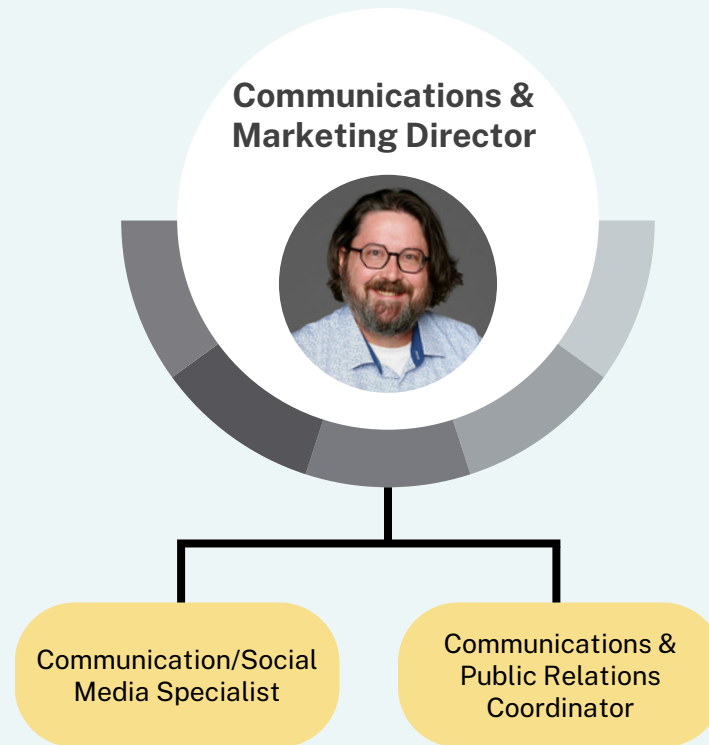 Communications &
Marketing Director
Communication/Social
Media Specialist
Communications &
Public Relations
Coordinator